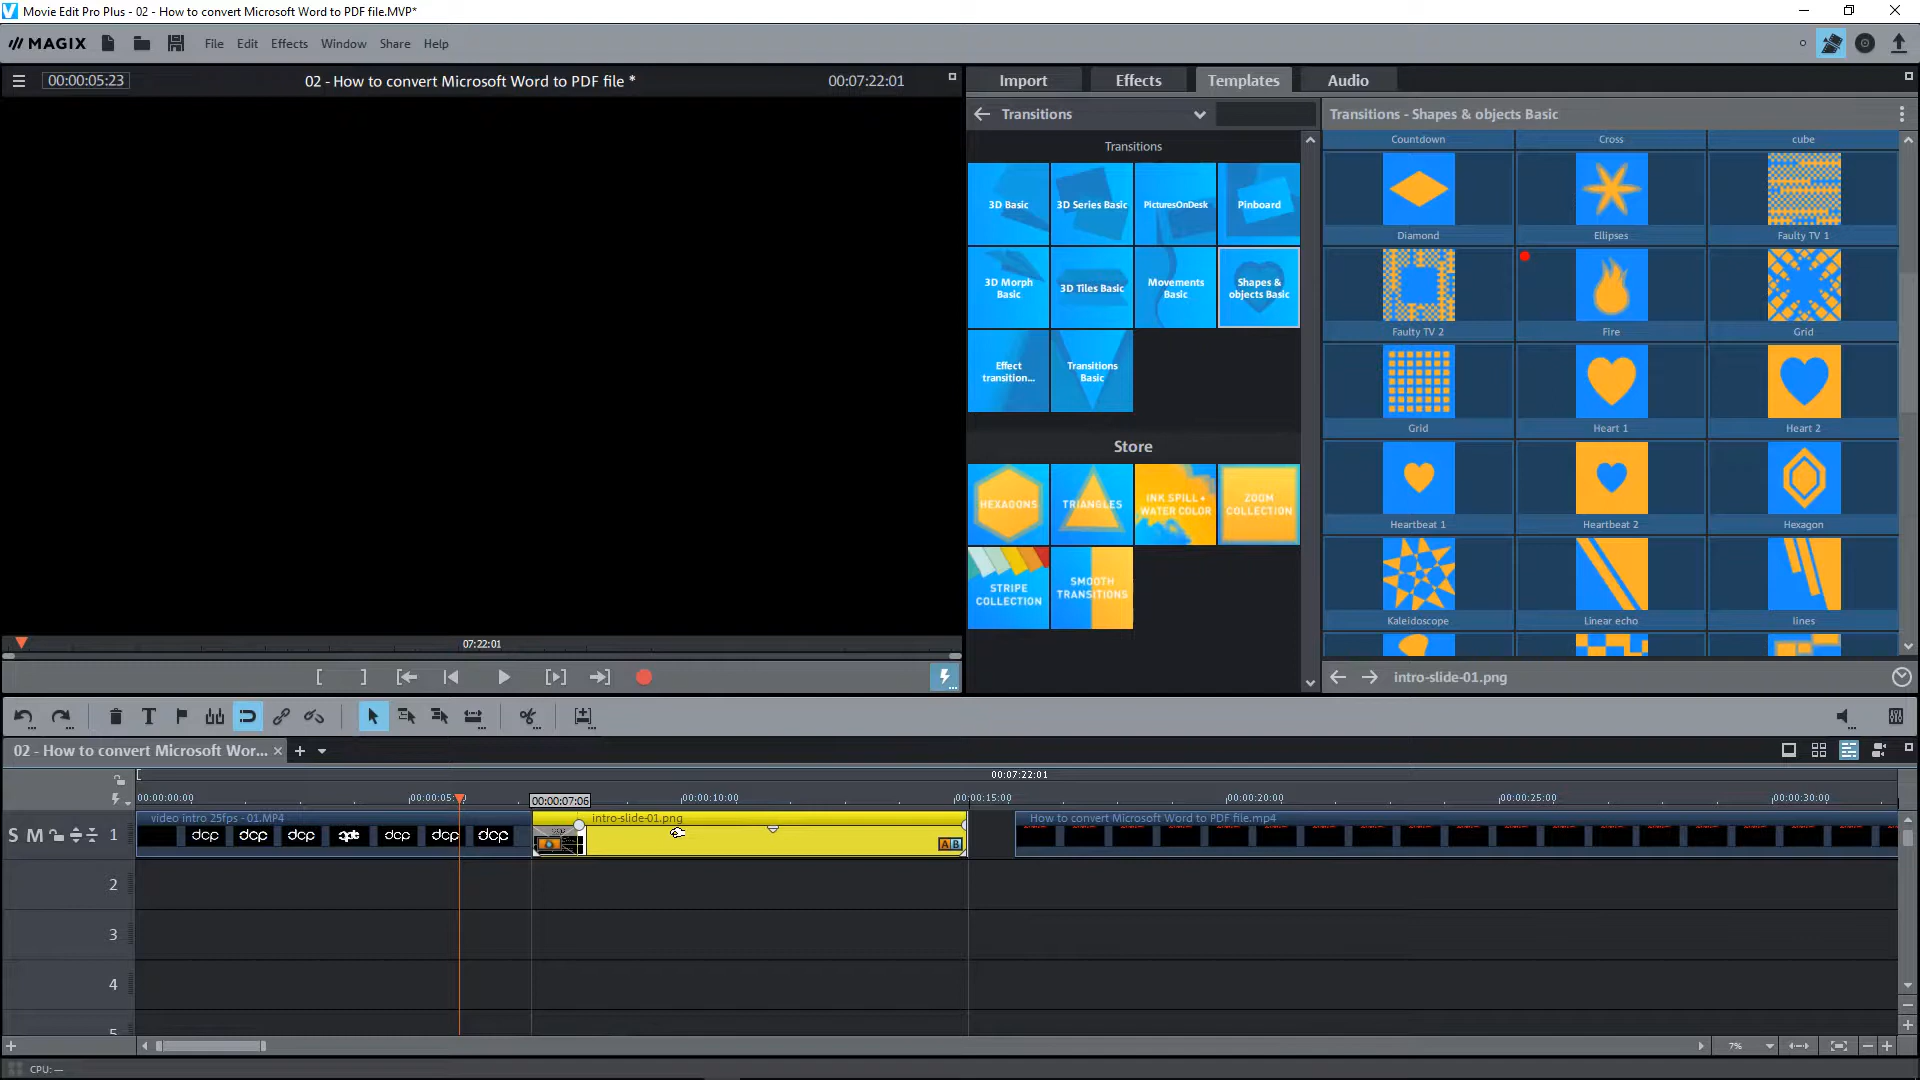 Movie Edit Pro Plus - 02 - How to convert Microsoft Word to PDF file.MVP*
MAGIX File Edit Effects Window Share Help
00:00:05:23 02 - How to convert Microsoft Word to PDF file * 00:07:22:01
Import Effects Templates Audio
Transitions
Transitions - Shapes & objects Basic
Transitions
Countdown Cross cube
3D Basic 3D Series Basic PicturesOnDesk Pinboard
Diamond Ellipses Faulty TV 1
3D Morph Basic 3D Tiles Basic Movements Basic Shapes & objects Basic
Faulty TV 2 Fire Grid
Effect transition... Transitions Basic
Grid Heart 1 Heart 2
Store
HEXAGONS TRIANGLES INK SPILL + WATER COLOR ZOOM COLLECTION
Heartbeat 1 Heartbeat 2 Hexagon
STRIPE COLLECTION SMOOTH TRANSITIONS
Kaleidoscope Linear echo lines
07:22:01
intro-slide-01.png
02 - How to convert Microsoft Wor...
00:07:22:01
00:00:00:00 00:00:05 00:00:10:00 00:00:15:00 00:00:20:00 00:00:25:00 00:00:30:00
00:00:07:06
video intro 25fps - 01.MP4 intro-slide-01.png How to convert Microsoft Word to PDF file.mp4
S M 1
dcp dcp dcp dcp dcp dcp
A B
2
3
4
5
7%
CPU: —